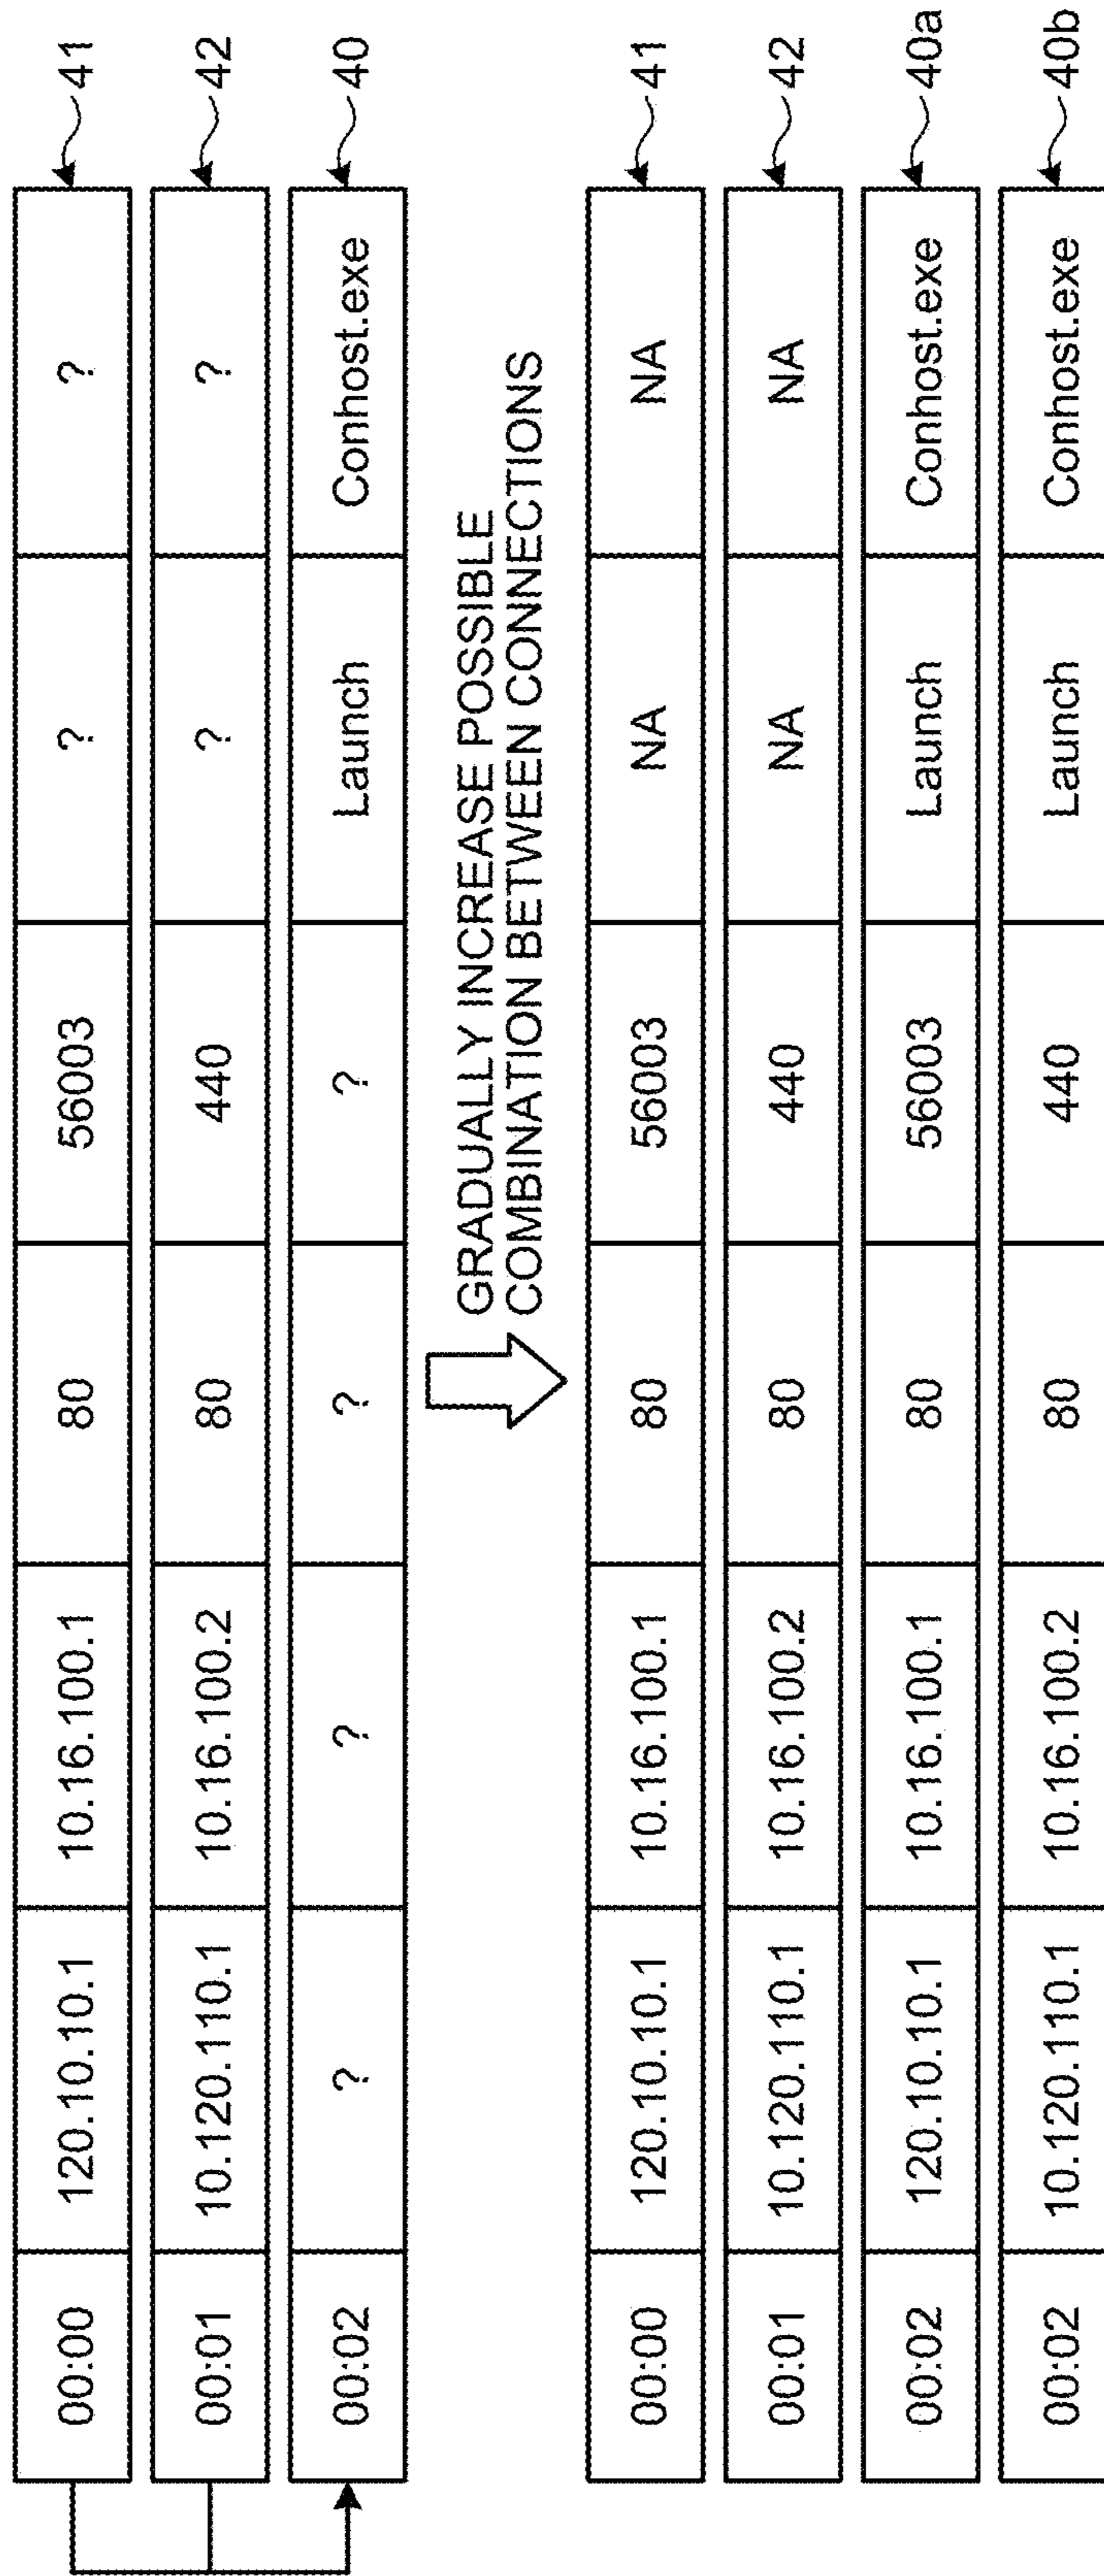 00:00 120.10.10.1 10.16.100.1 80 56003 ? ? 41
00:01 10.120.110.1 10.16.100.2 80 440 ? ? 42
00:02 ? ? ? ? Launch Conhost.exe 40
GRADUALLY INCREASE POSSIBLE
COMBINATION BETWEEN CONNECTIONS
00:00 120.10.10.1 10.16.100.1 80 56003 NA NA 41
00:01 10.120.110.1 10.16.100.2 80 440 NA NA 42
00:02 120.10.10.1 10.16.100.1 80 56003 Launch Conhost.exe 40a
00:02 10.120.110.1 10.16.100.2 80 440 Launch Conhost.exe 40b